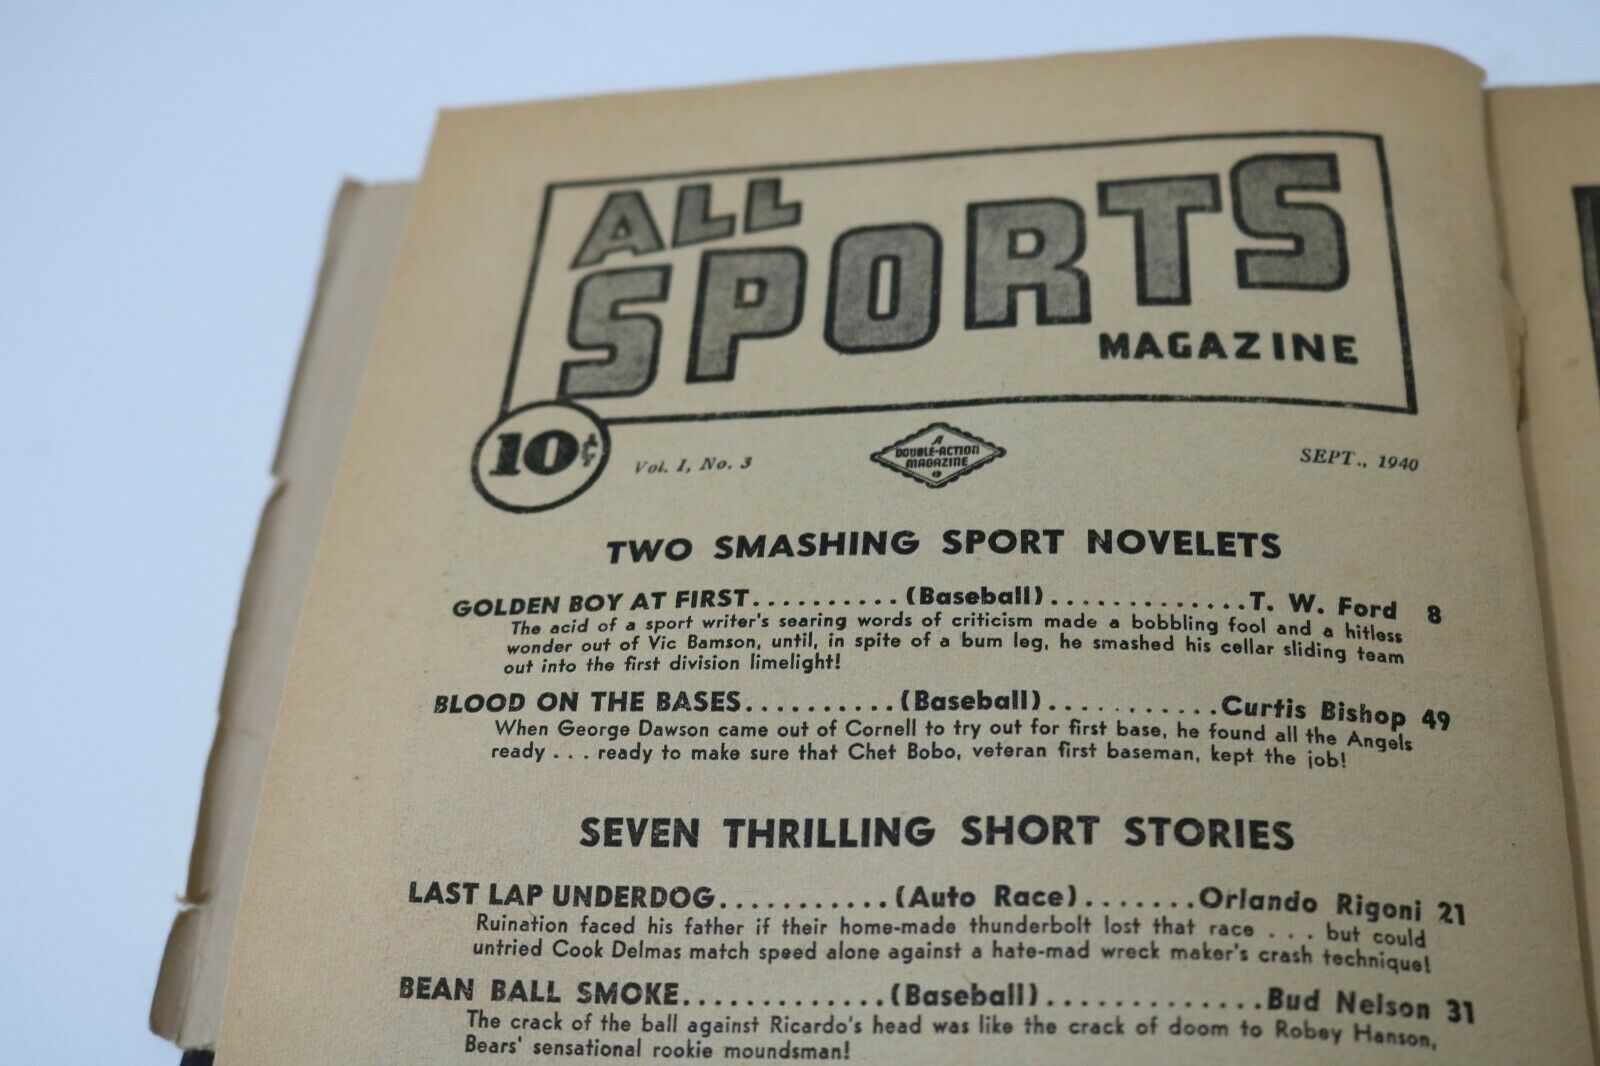 ALL
SPORTS
MAGAZINE
10¢
Vol. I, No. 3
A
DOUBLE-ACTION
MAGAZINE
SEPT., 1940
TWO SMASHING SPORT NOVELETS
GOLDEN BOY AT FIRST..........(Baseball).............T. W. Ford 8
The acid of a sport writer's searing words of criticism made a bobbling fool and a hitless
wonder out of Vic Bamson, until, in spite of a bum leg, he smashed his cellar sliding team
out into the first division limelight!
BLOOD ON THE BASES..........(Baseball)...........Curtis Bishop 49
When George Dawson came out of Cornell to try out for first base, he found all the Angels
ready . . . ready to make sure that Chet Bobo, veteran first baseman, kept the job!
SEVEN THRILLING SHORT STORIES
LAST LAP UNDERDOG...........(Auto Race).......Orlando Rigoni 21
Ruination faced his father if their home-made thunderbolt lost that race . . . but could
untried Cook Delmas match speed alone against a hate-mad wreck maker's crash technique!
BEAN BALL SMOKE.............(Baseball).............Bud Nelson 31
The crack of the ball against Ricardo's head was like the crack of doom to Robey Hanson,
Bears' sensational rookie moundsman!